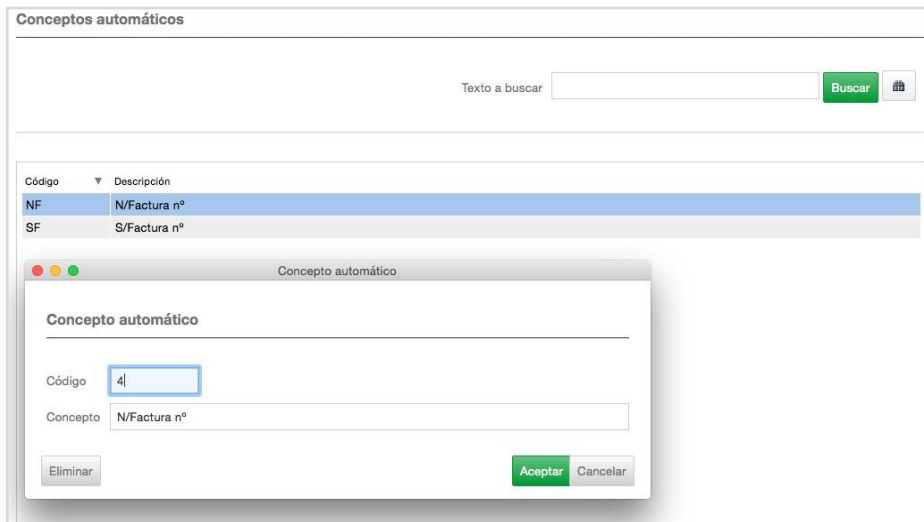 Conceptos automáticos
Texto a buscar Buscar
Código Descripción
NF N/Factura nº
SF S/Factura nº
Concepto automático
Concepto automático
Código 4
Concepto N/Factura nº
Eliminar Aceptar Cancelar